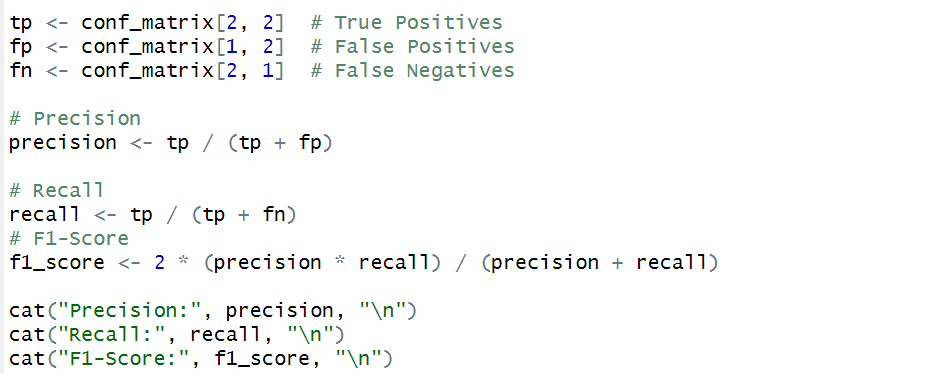 tp <- conf_matrix[2, 2]  # True Positives
fp <- conf_matrix[1, 2]  # False Positives
fn <- conf_matrix[2, 1]  # False Negatives
# Precision
precision <- tp / (tp + fp)
# Recall
recall <- tp / (tp + fn)
# F1-Score
f1_score <- 2 * (precision * recall) / (precision + recall)
cat("Precision:", precision, "\n")
cat("Recall:", recall, "\n")
cat("F1-Score:", f1_score, "\n")